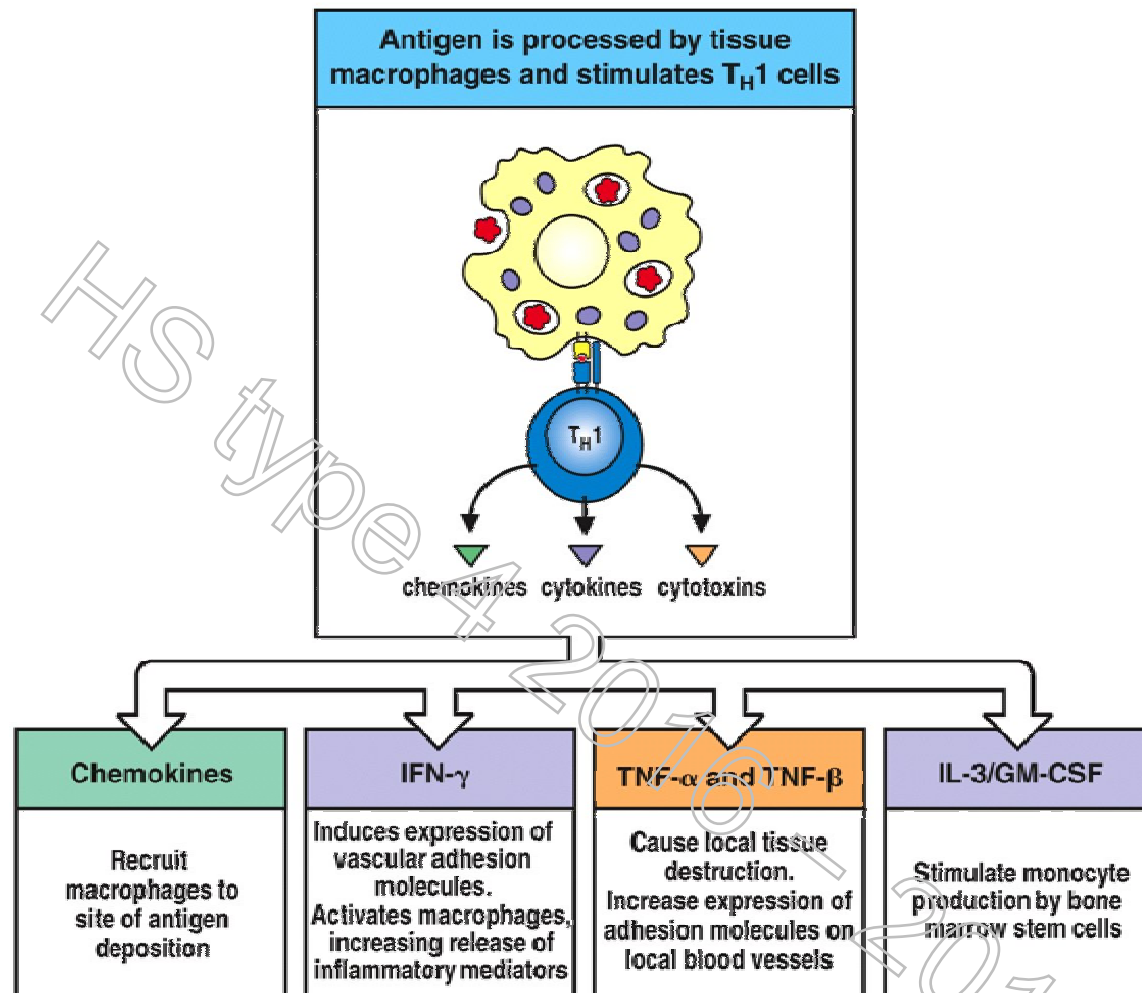 Antigen is processed by tissue
macrophages and stimulates TH1 cells
TH1
chemokines cytokines cytotoxins
Chemokines
Recruit
macrophages to
site of antigen
deposition
IFN-γ
Induces expression of
vascular adhesion
molecules.
Activates macrophages,
increasing release of
inflammatory mediators
TNF-α and TNF-β
Cause local tissue
destruction.
Increase expression of
adhesion molecules on
local blood vessels
IL-3/GM-CSF
Stimulate monocyte
production by bone
marrow stem cells
HS type 4 2016 –